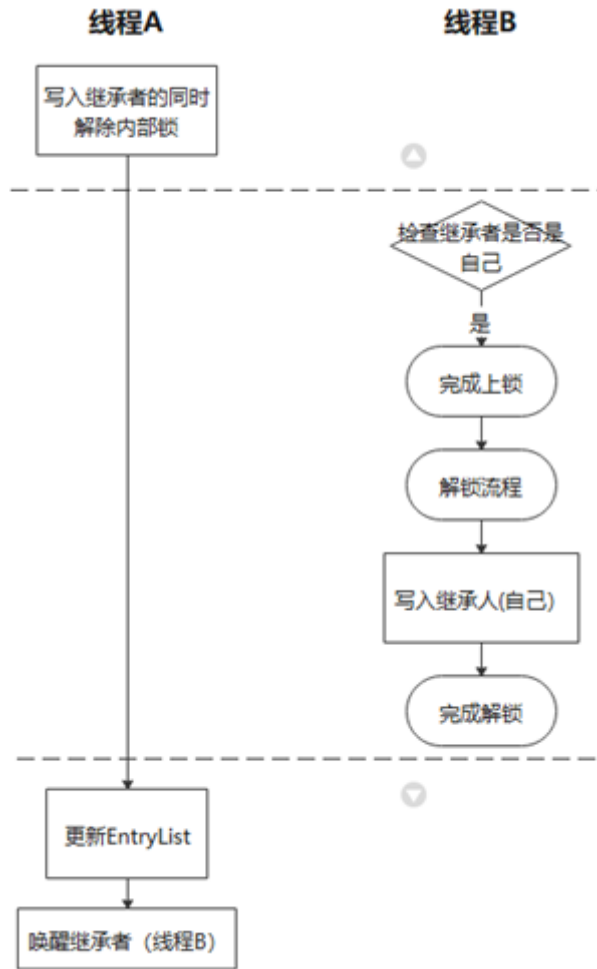 线程A
线程B
写入继承者的同时
解除内部锁
检查继承者是否是
自己
是
完成上锁
解锁流程
写入继承人(自己)
完成解锁
更新EntryList
唤醒继承者（线程B）